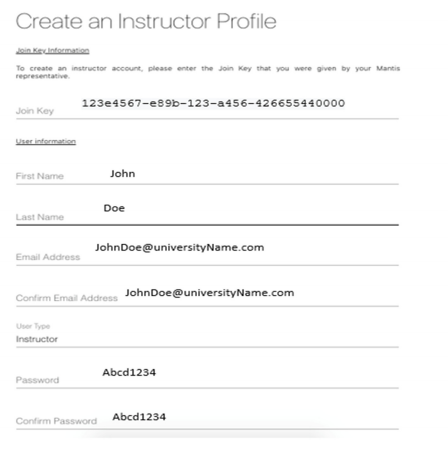 Create an Instructor Profile
Join Key Information
To create an instructor account, please enter the Join Key that you were given by your Mantis
representative.
Join Key 123e4567-e89b-123-a456-426655440000
User information
First Name John
Last Name Doe
Email Address JohnDoe@universityName.com
Confirm Email Address JohnDoe@universityName.com
User Type
Instructor
Password Abcd1234
Confirm Password Abcd1234